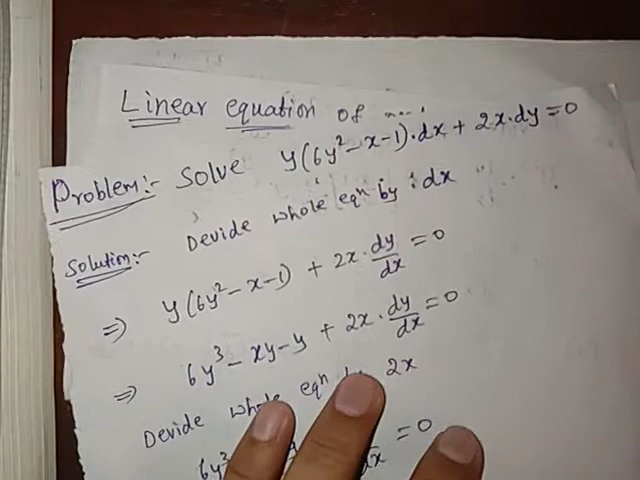 Linear equation of
Problem:- Solve y(6y²-x-1).dx + 2x.dy=0
Solution:- Devide whole eqn by : dx
⇒ y(6y²-x-1) + 2x.dy/dx=0
⇒ 6y³-xy-y + 2x.dy/dx=0
Devide whole eqn by 2x
=0